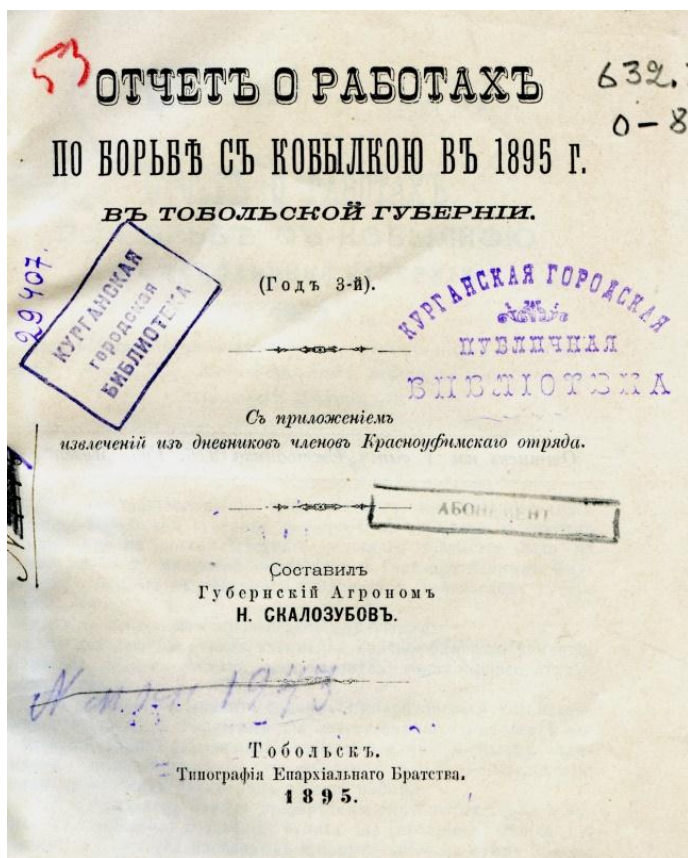 53
632.
0-8
ОТЧЕТЪ О РАБОТАХЪ
ПО БОРЬБѢ СЪ КОБЫЛКОЮ ВЪ 1895 Г.
ВЪ ТОБОЛЬСКОЙ ГУБЕРНІИ.
29407
КУРГАНСКАЯ
городская
БИБЛИОТЕКА
(Годъ 3-й).
КУРГАНСКАЯ ГОРОДСКАЯ
ПУБЛИЧНАЯ
БИБЛІОТЕКА
Съ приложеніемъ
извлеченій изъ дневниковъ членовъ Красноуфимскаго отряда.
АБОНЕМЕНТ
Составилъ
Губернскій Агрономъ
Н. СКАЛОЗУБОВЪ.
Тобольскъ.
Типографія Епархіальнаго Братства.
1895.